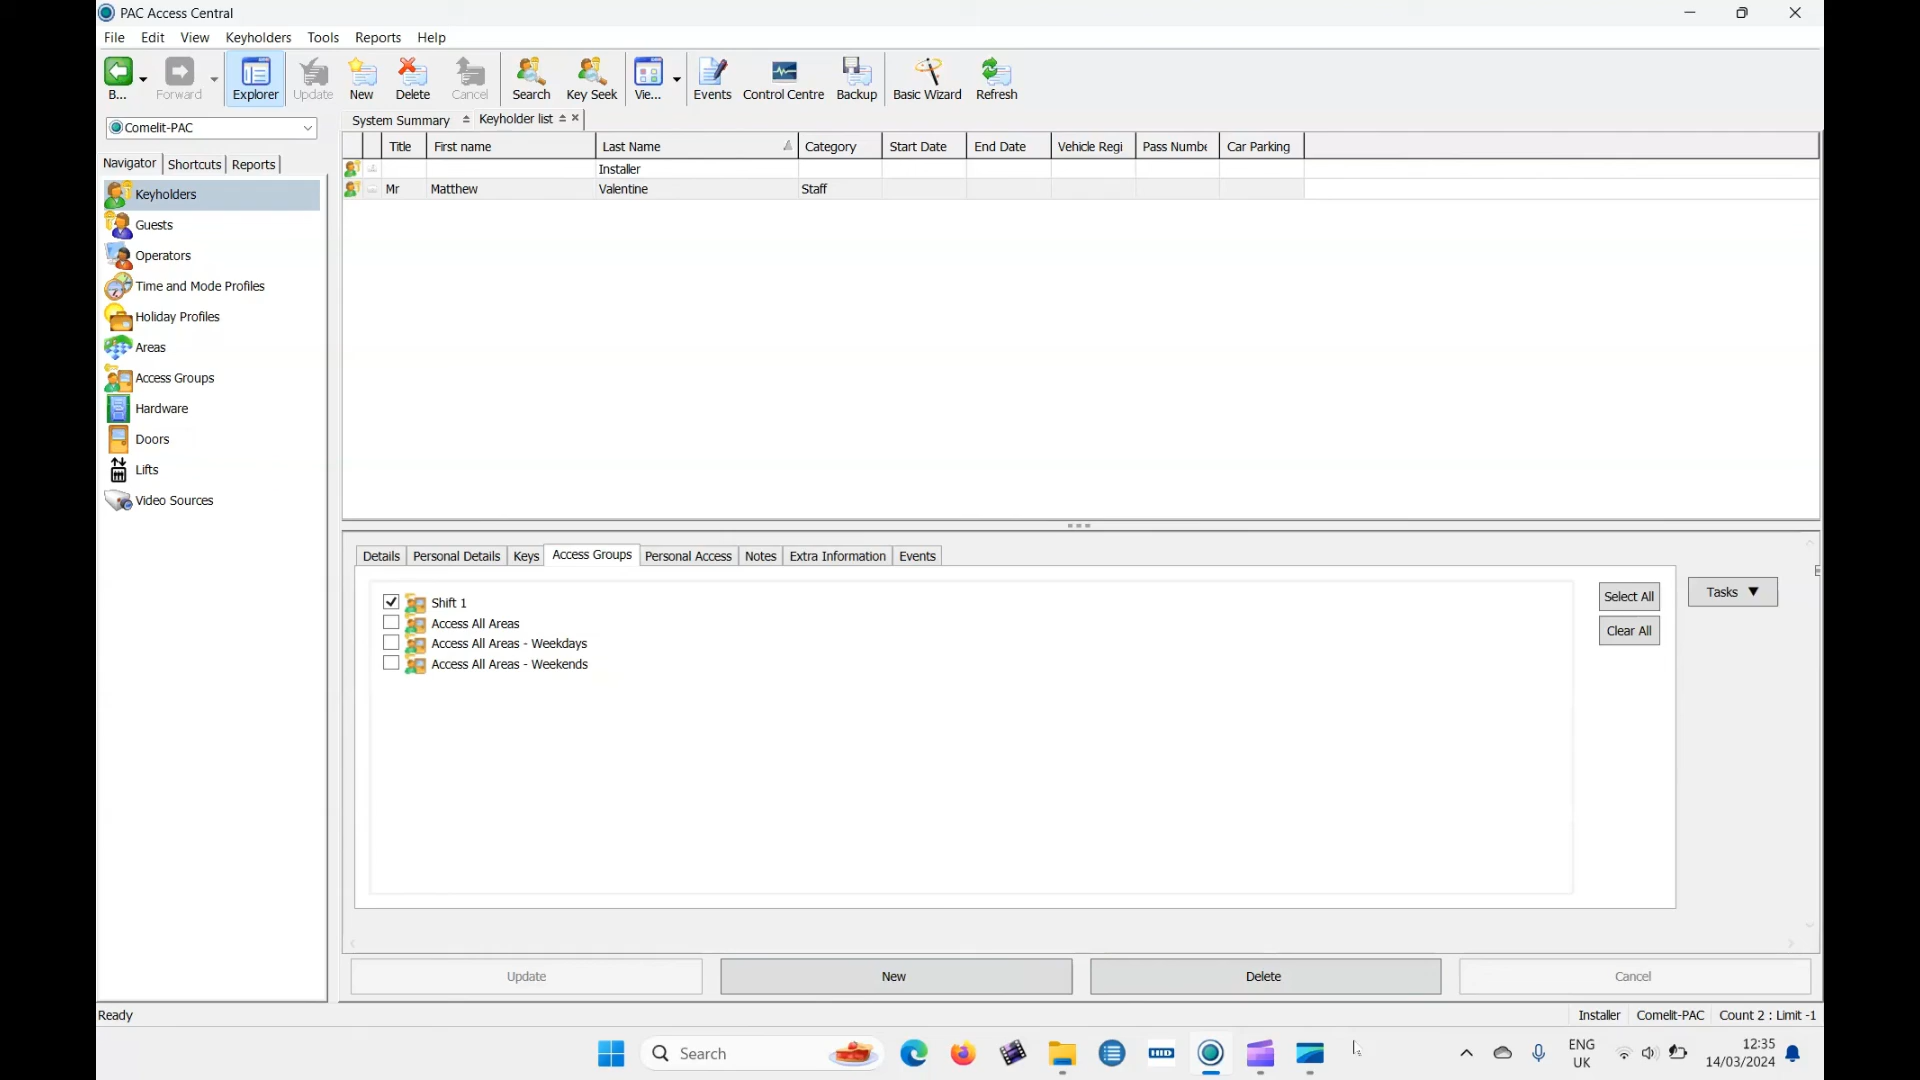 PAC Access Central
File Edit View Keyholders Tools Reports Help
B... Forward Explorer Update New Delete Cancel Search Key Seek Vie... Events Control Centre Backup Basic Wizard Refresh
Comelit-PAC
System Summary Keyholder list
Navigator Shortcuts Reports
Title First name Last Name Category Start Date End Date Vehicle Regi Pass Numbe Car Parking
Installer
Mr Matthew Valentine Staff
Keyholders
Guests
Operators
Time and Mode Profiles
Holiday Profiles
Areas
Access Groups
Hardware
Doors
Lifts
Video Sources
Details Personal Details Keys Access Groups Personal Access Notes Extra Information Events
Shift 1
Access All Areas
Access All Areas - Weekdays
Access All Areas - Weekends
Select All
Clear All
Tasks
Update New Delete Cancel
Ready
Installer Comelit-PAC Count 2 : Limit -1
Search
HID
ENG
UK
12:35
14/03/2024